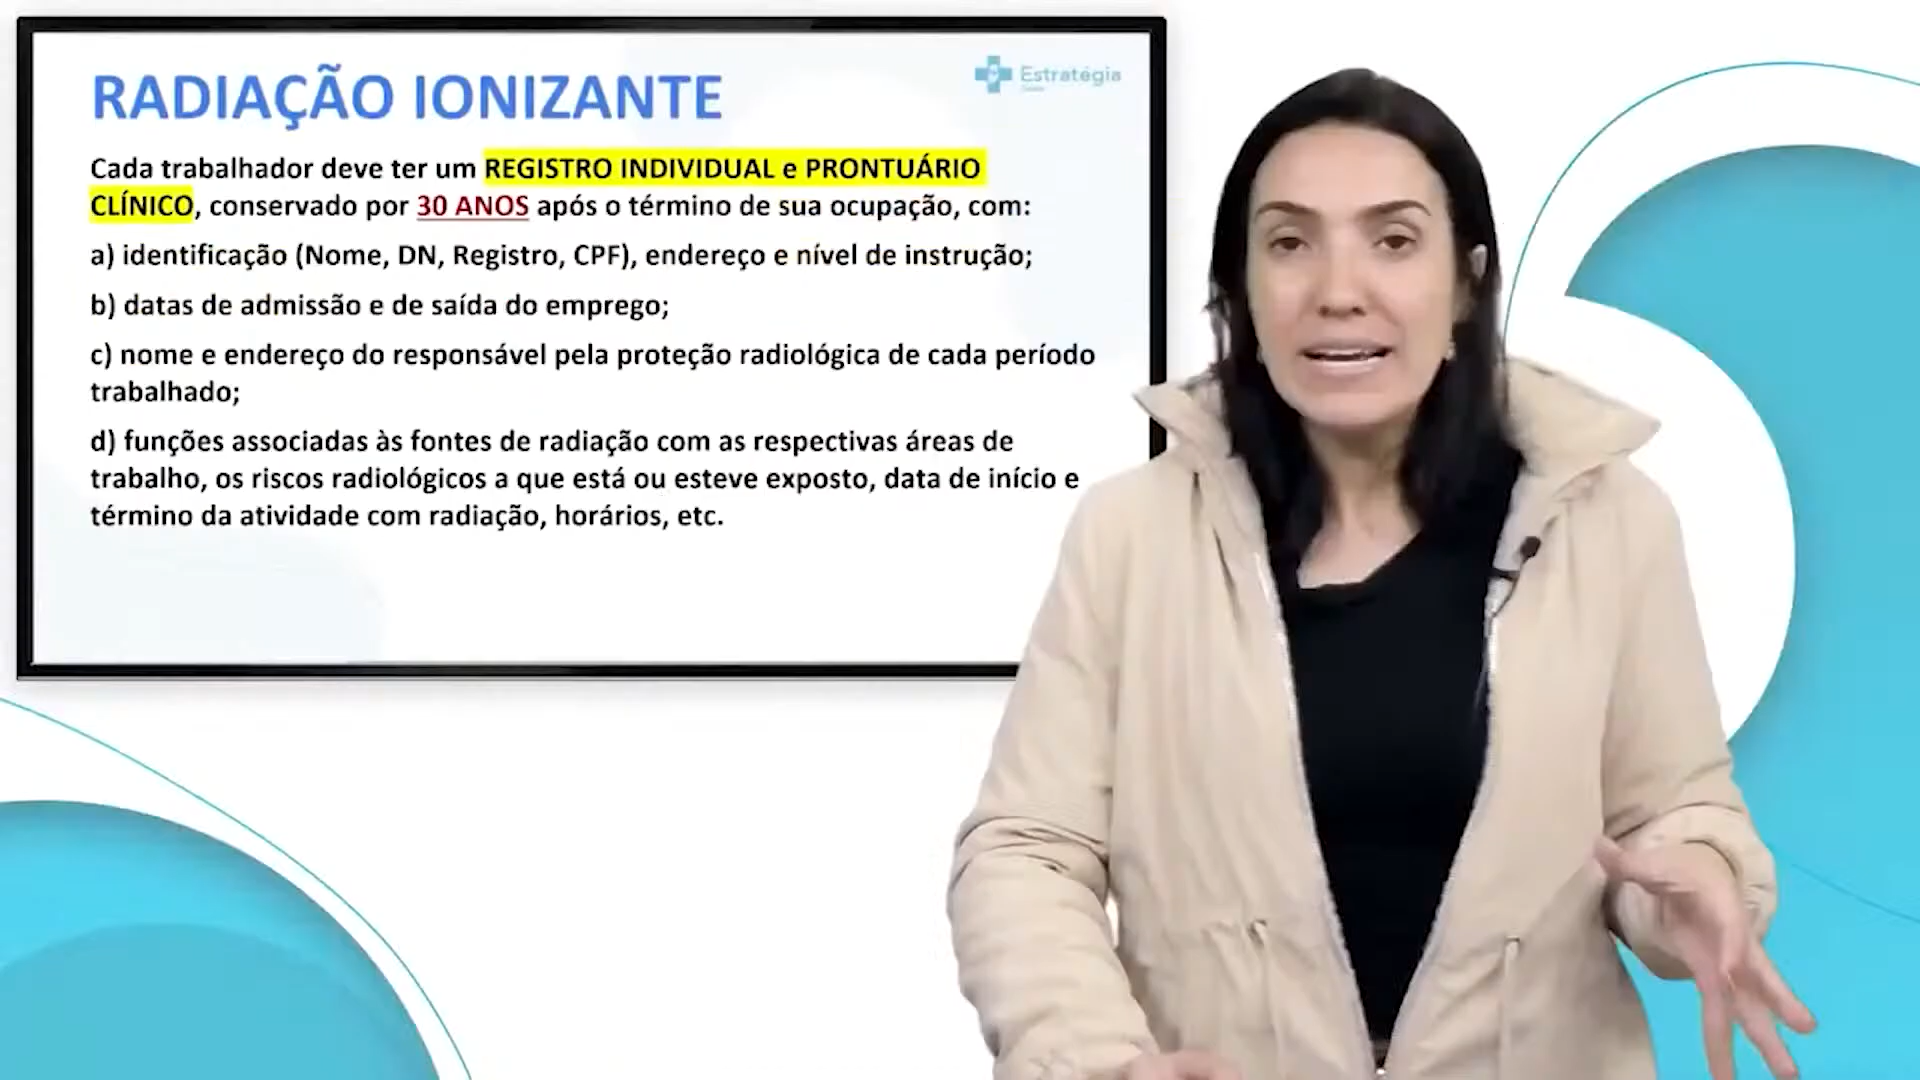 RADIAÇÃO IONIZANTE
Estratégia
Cada trabalhador deve ter um REGISTRO INDIVIDUAL e PRONTUÁRIO
CLÍNICO, conservado por 30 ANOS após o término de sua ocupação, com:
a) identificação (Nome, DN, Registro, CPF), endereço e nível de instrução;
b) datas de admissão e de saída do emprego;
c) nome e endereço do responsável pela proteção radiológica de cada período
trabalhado;
d) funções associadas às fontes de radiação com as respectivas áreas de
trabalho, os riscos radiológicos a que está ou esteve exposto, data de início e
término da atividade com radiação, horários, etc.